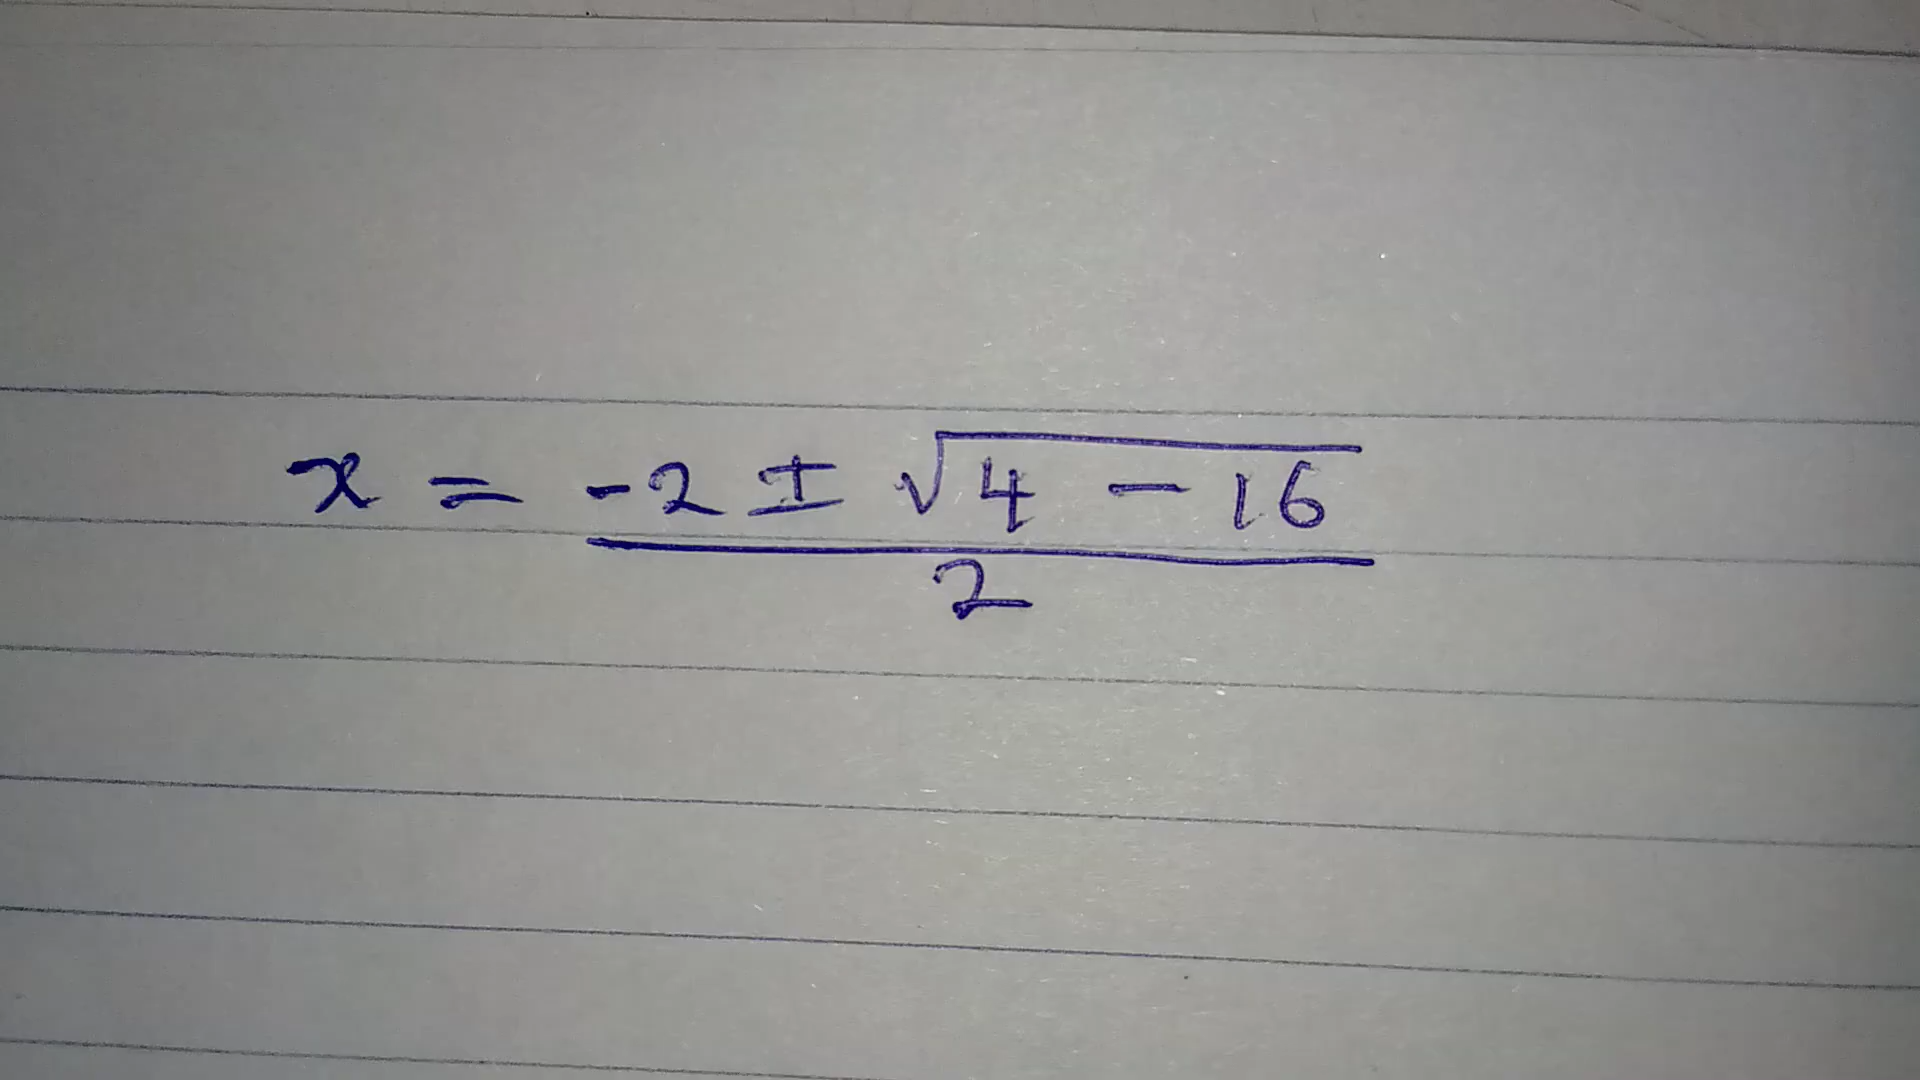 x = (-2 ± √(4 - 16)) / 2